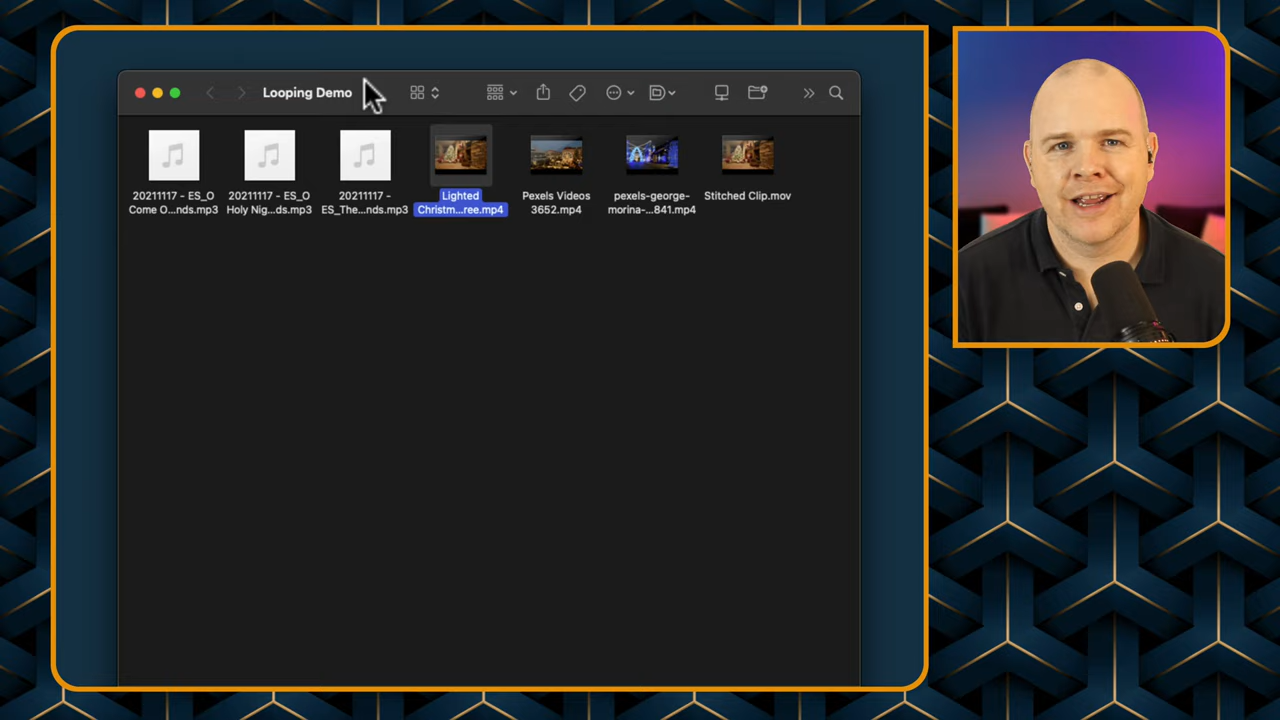 Looping Demo
20211117 - ES_O
Come O...nds.mp3
20211117 - ES_O
Holy Nig...ds.mp3
20211117 -
ES_The...nds.mp3
Lighted
Christm...ree.mp4
Pexels Videos
3652.mp4
pexels-george-
morina-...841.mp4
Stitched Clip.mov